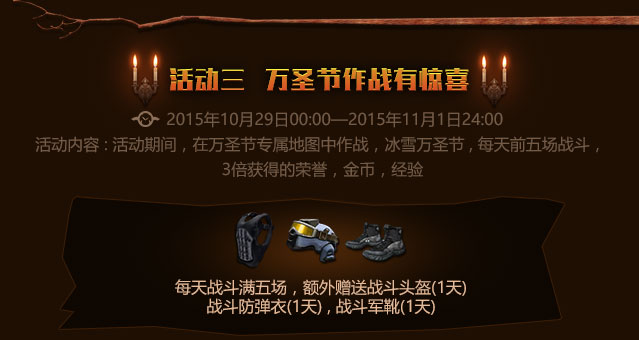 活动三 万圣节作战有惊喜
2015年10月29日00:00—2015年11月1日24:00
活动内容：活动期间，在万圣节专属地图中作战，冰雪万圣节，每天前五场战斗，
3倍获得的荣誉，金币，经验
每天战斗满五场，额外赠送战斗头盔(1天)
战斗防弹衣(1天)，战斗军靴(1天)